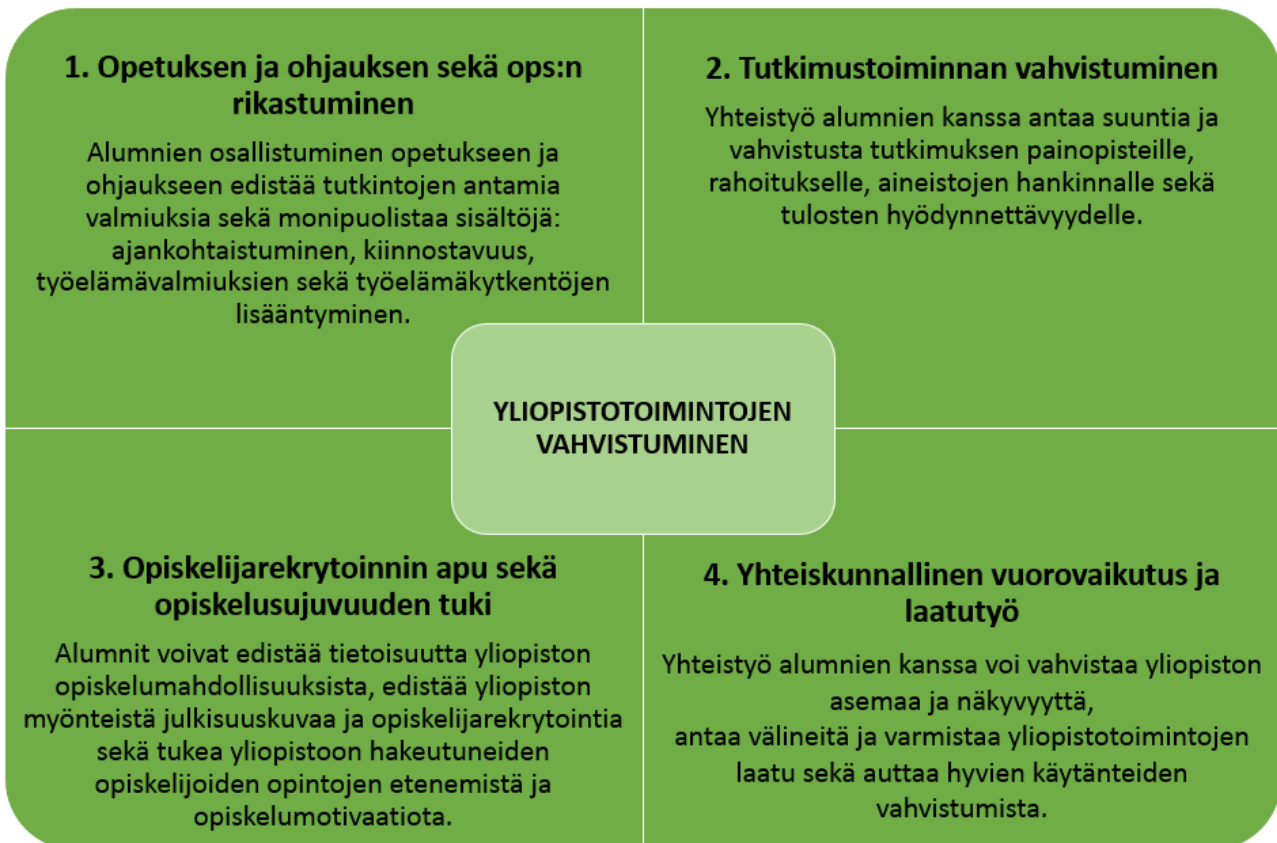 1. Opetuksen ja ohjauksen sekä ops:n
rikastuminen
Alumnien osallistuminen opetukseen ja
ohjaukseen edistää tutkintojen antamia
valmiuksia sekä monipuolistaa sisältöjä:
ajankohtaistuminen, kiinnostavuus,
työelämävalmiuksien sekä työelämäkytkentöjen
lisääntyminen.
2. Tutkimustoiminnan vahvistuminen
Yhteistyö alumnien kanssa antaa suuntia ja
vahvistusta tutkimuksen painopisteille,
rahoitukselle, aineistojen hankinnalle sekä
tulosten hyödynnettävyydelle.
YLIOPISTOTOIMINTOJEN
VAHVISTUMINEN
3. Opiskelijarekrytoinnin apu sekä
opiskelusujuvuuden tuki
Alumnit voivat edistää tietoisuutta yliopiston
opiskelumahdollisuuksista, edistää yliopiston
myönteistä julkisuuskuvaa ja opiskelijarekrytointia
sekä tukea yliopistoon hakeutuneiden
opiskelijoiden opintojen etenemistä ja
opiskelumotivaatiota.
4. Yhteiskunnallinen vuorovaikutus ja
laatutyö
Yhteistyö alumnien kanssa voi vahvistaa yliopiston
asemaa ja näkyvyyttä,
antaa välineitä ja varmistaa yliopistotoimintojen
laatu sekä auttaa hyvien käytänteiden
vahvistumista.